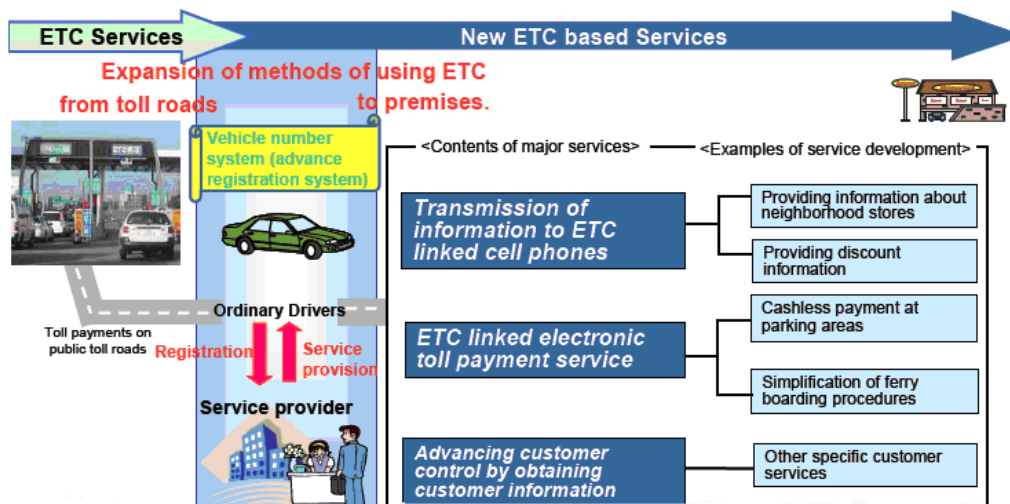 ETC Services
New ETC based Services
Expansion of methods of using ETC
from toll roads to premises.
Vehicle number
system (advance
registration system)
<Contents of major services>
<Examples of service development>
Transmission of
information to ETC
linked cell phones
Providing information about
neighborhood stores
Providing discount
information
Ordinary Drivers
Toll payments on
public toll roads
Registration
Service
provision
ETC linked electronic
toll payment service
Cashless payment at
parking areas
Simplification of ferry
boarding procedures
Service provider
Advancing customer
control by obtaining
customer information
Other specific customer
services